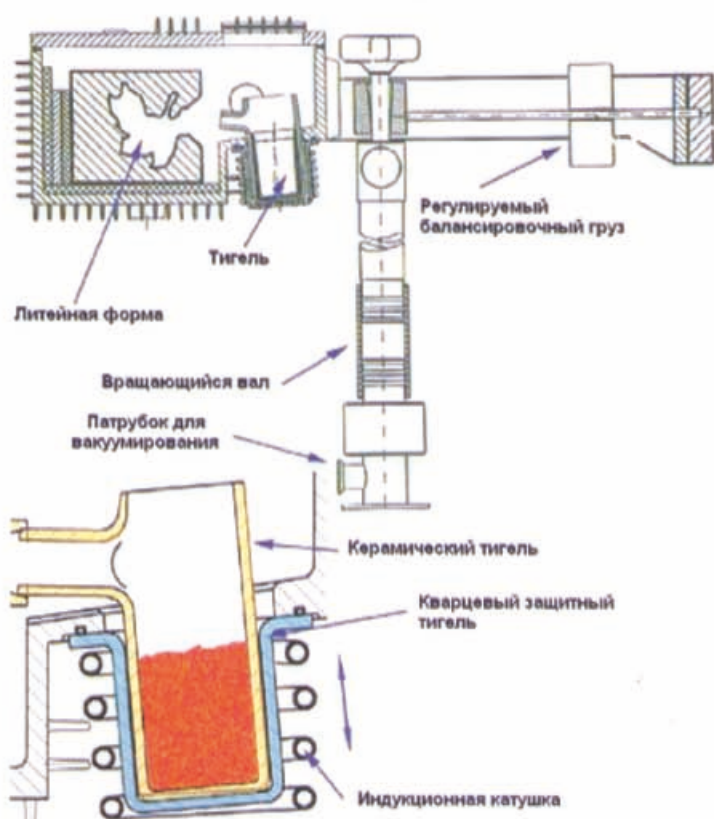 Регулируемый
балансировочный груз
Тигель
Литейная форма
Вращающийся вал
Патрубок для
вакуумирования
Керамический тигель
Кварцевый защитный
тигель
Индукционная катушка